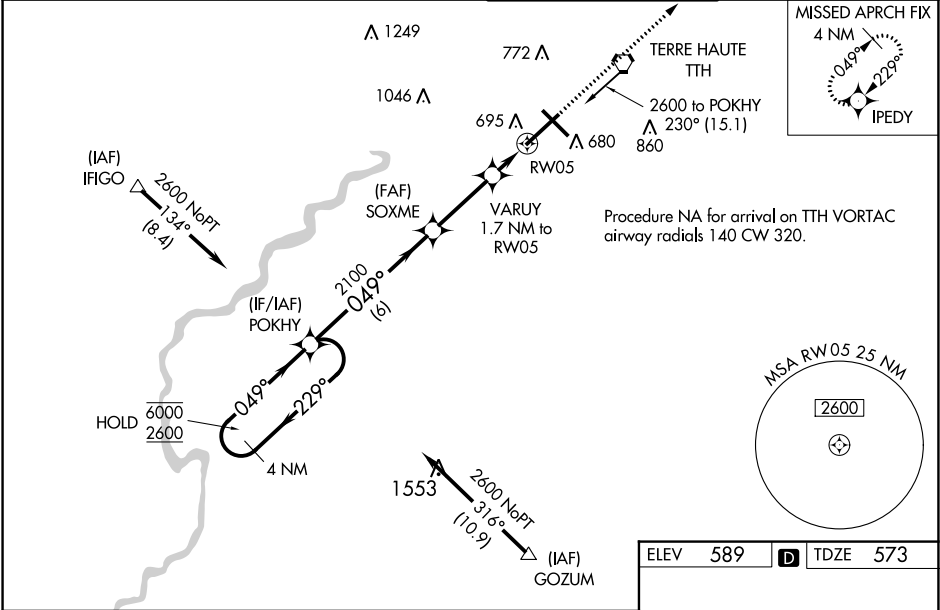 MISSED APRCH FIX
4 NM
049°
229°
IPEDY
1249
772
TERRE HAUTE
TTH
1046
2600 to POKHY
230° (15.1)
695
680
860
RW05
(IAF)
IFIGO
2600 NoPT
134°
(8.4)
(FAF)
SOXME
VARUY
1.7 NM to
RW05
Procedure NA for arrival on TTH VORTAC
airway radials 140 CW 320.
2100
049°
(6)
(IF/IAF)
POKHY
049°
229°
HOLD
6000
2600
4 NM
MSA RW05 25 NM
2600
1553
2600 NoPT
316°
(10.9)
(IAF)
GOZUM
ELEV 589 D TDZE 573